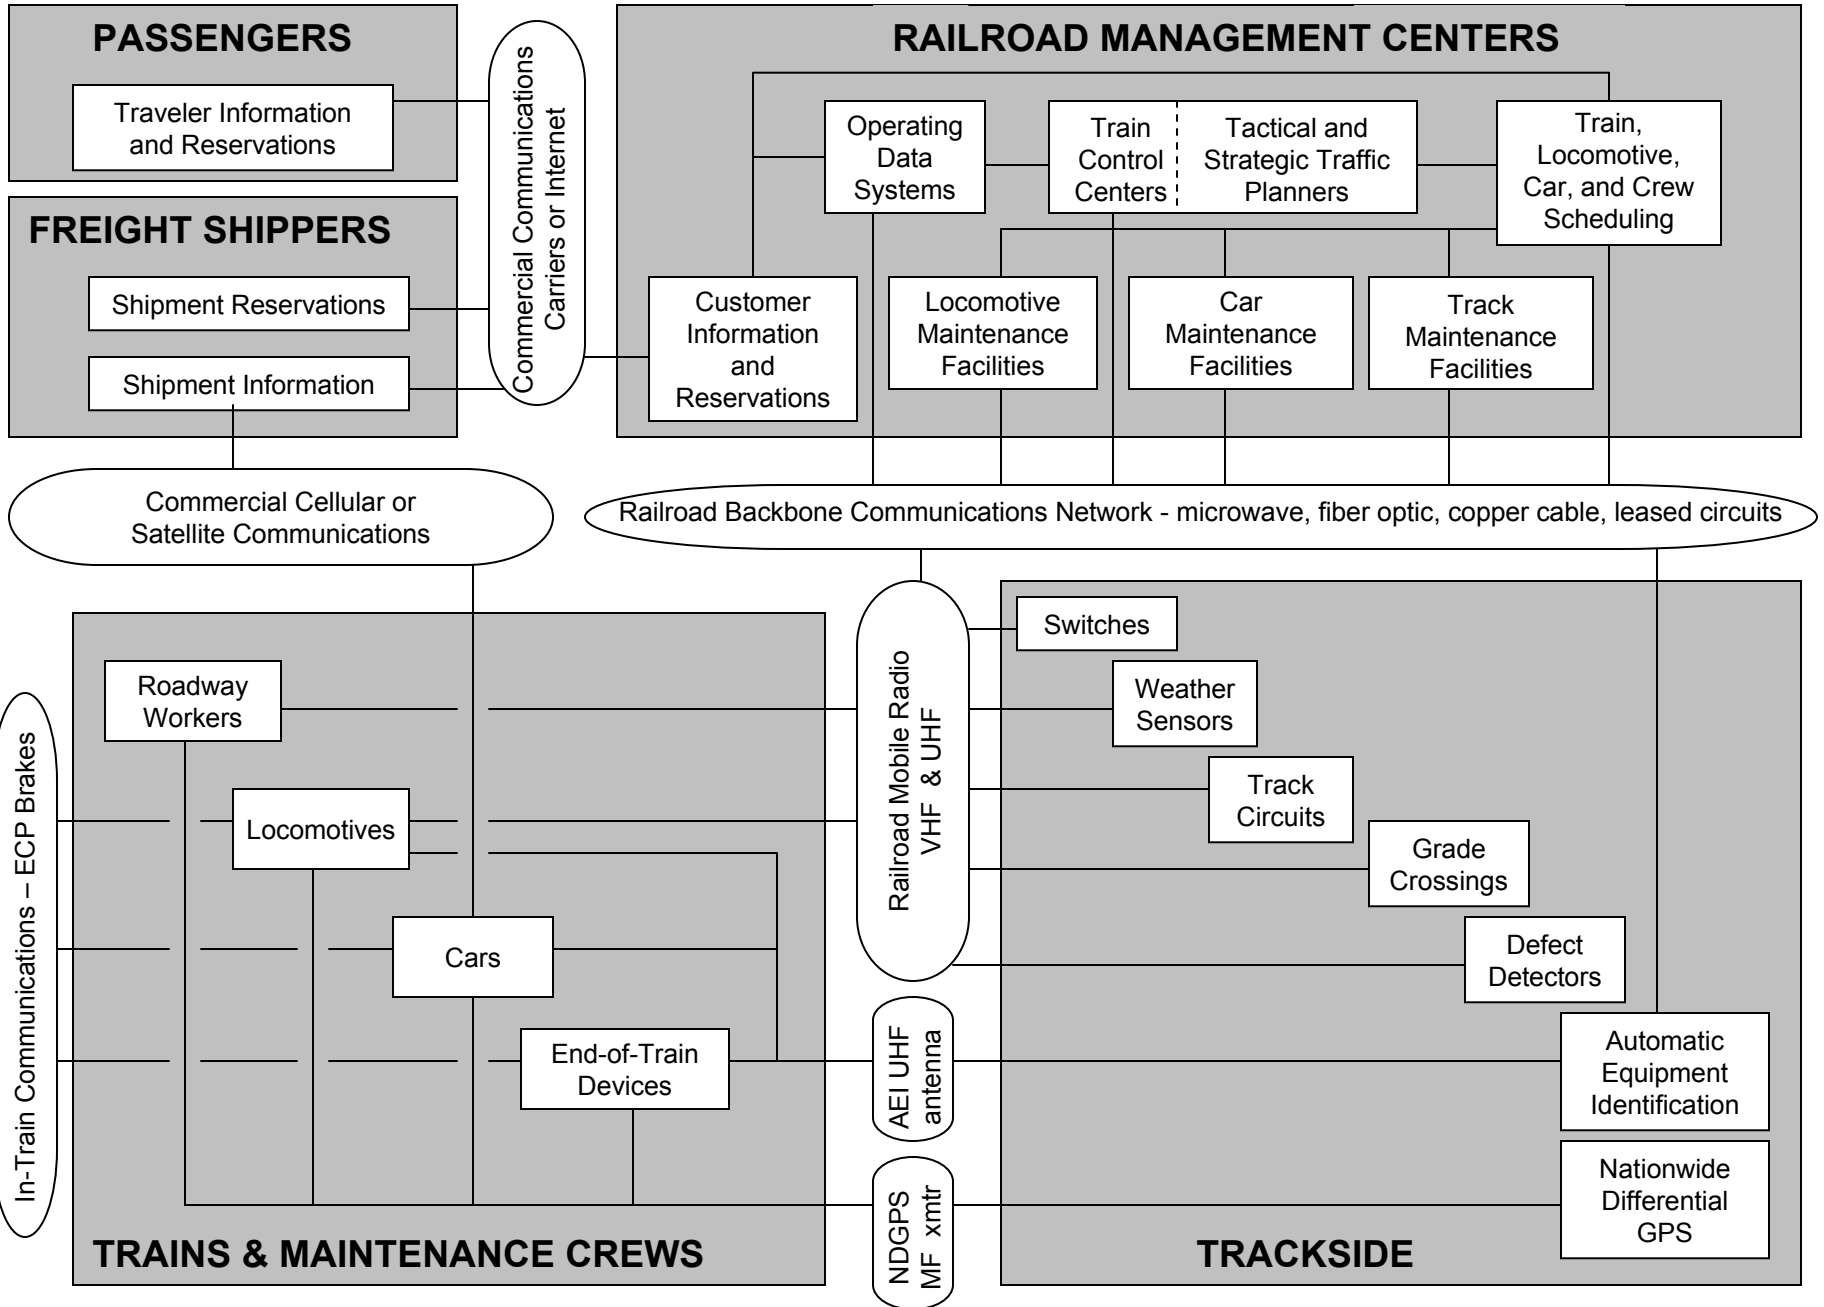 PASSENGERS
Traveler Information
and Reservations
FREIGHT SHIPPERS
Shipment Reservations
Shipment Information
Commercial Communications
Carriers or Internet
RAILROAD MANAGEMENT CENTERS
Operating
Data
Systems
Train
Control
Centers
Tactical and
Strategic Traffic
Planners
Train,
Locomotive,
Car, and Crew
Scheduling
Customer
Information
and
Reservations
Locomotive
Maintenance
Facilities
Car
Maintenance
Facilities
Track
Maintenance
Facilities
Commercial Cellular or
Satellite Communications
Railroad Backbone Communications Network - microwave, fiber optic, copper cable, leased circuits
In-Train Communications – ECP Brakes
Roadway
Workers
Locomotives
Cars
End-of-Train
Devices
TRAINS & MAINTENANCE CREWS
Railroad Mobile Radio
VHF & UHF
AEI UHF
antenna
NDGPS
MF xmtr
Switches
Weather
Sensors
Track
Circuits
Grade
Crossings
Defect
Detectors
Automatic
Equipment
Identification
Nationwide
Differential
GPS
TRACKSIDE